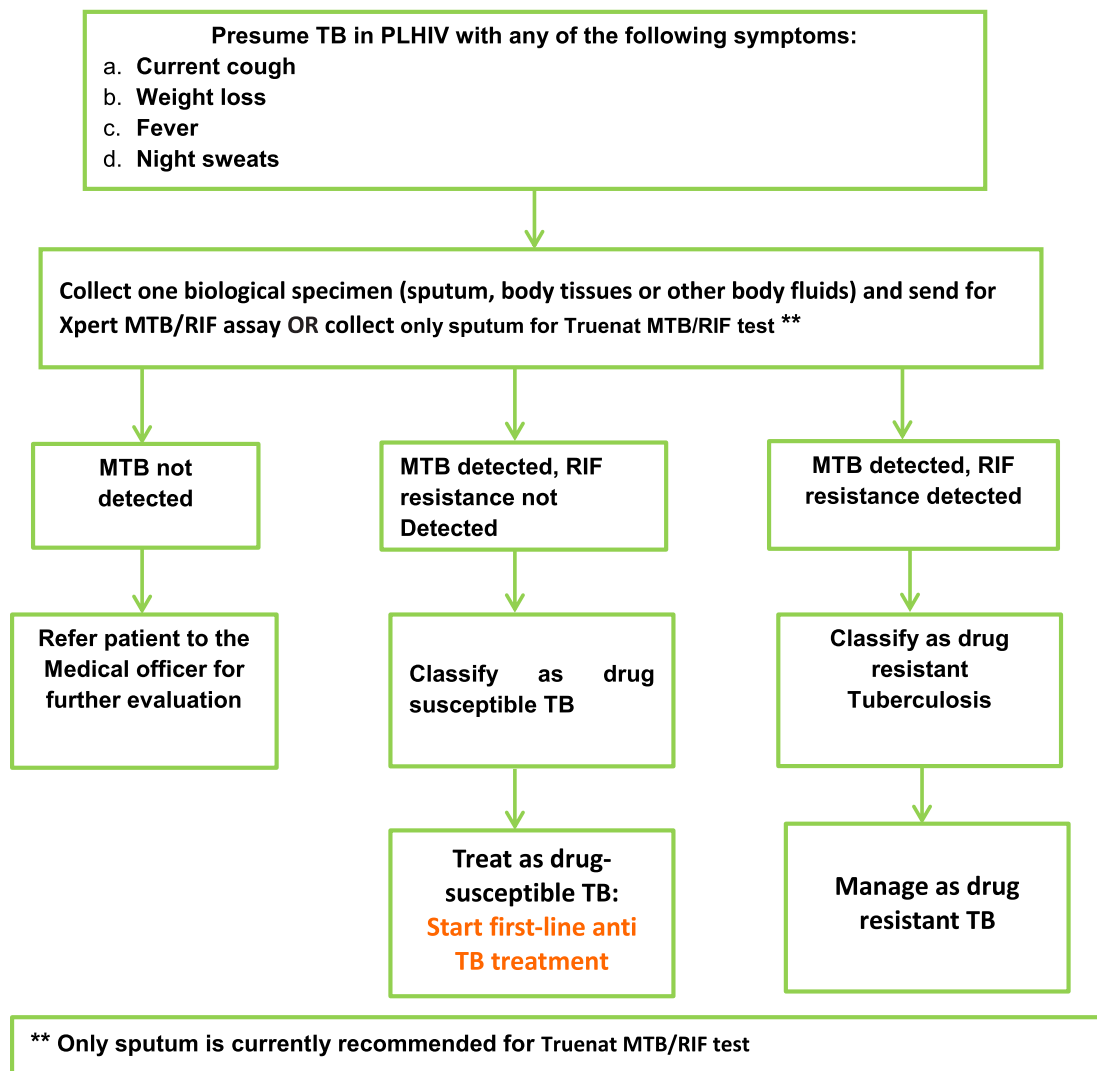 Presume TB in PLHIV with any of the following symptoms:
a. Current cough
b. Weight loss
c. Fever
d. Night sweats
Collect one biological specimen (sputum, body tissues or other body fluids) and send for
Xpert MTB/RIF assay OR collect only sputum for Truenat MTB/RIF test **
MTB not
detected
MTB detected, RIF
resistance not
Detected
MTB detected, RIF
resistance detected
Refer patient to the
Medical officer for
further evaluation
Classify as drug
susceptible TB
Classify as drug
resistant
Tuberculosis
Treat as drug-
susceptible TB:
Start first-line anti
TB treatment
Manage as drug
resistant TB
** Only sputum is currently recommended for Truenat MTB/RIF test